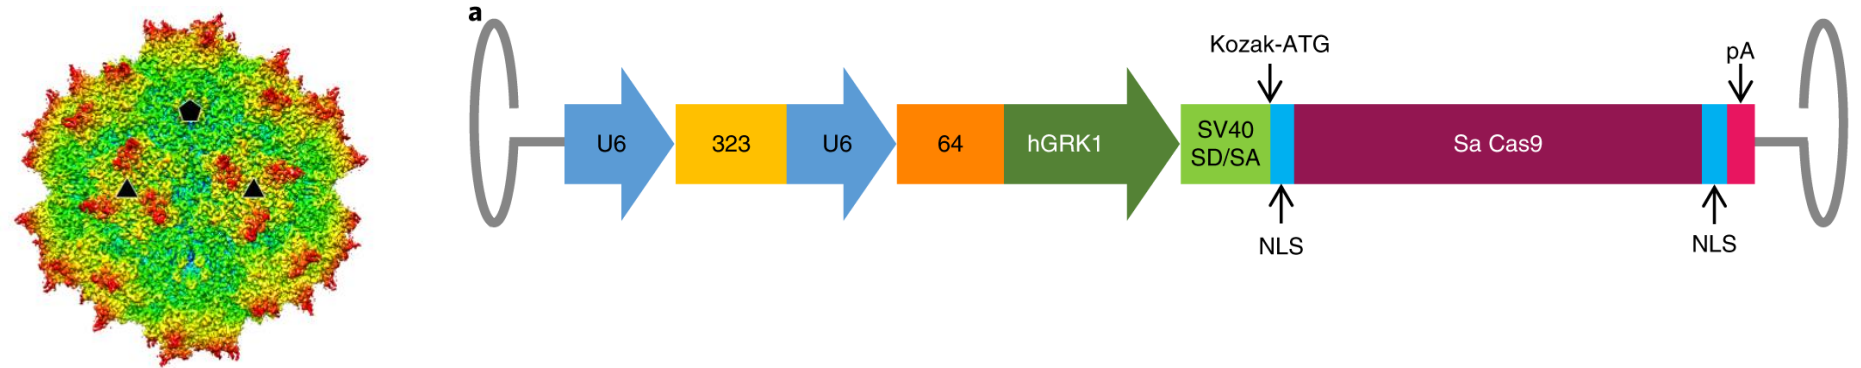 a
Kozak-ATG
pA
U6
323
U6
64
hGRK1
SV40
SD/SA
Sa Cas9
NLS
NLS